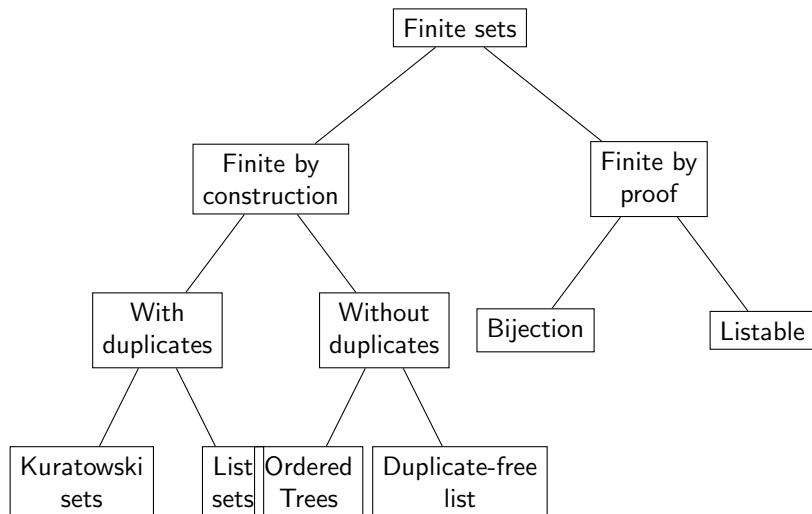 Finite sets
Finite by
construction
Finite by
proof
With
duplicates
Without
duplicates
Bijection
Listable
Kuratowski
sets
List
sets
Ordered
Trees
Duplicate-free
list